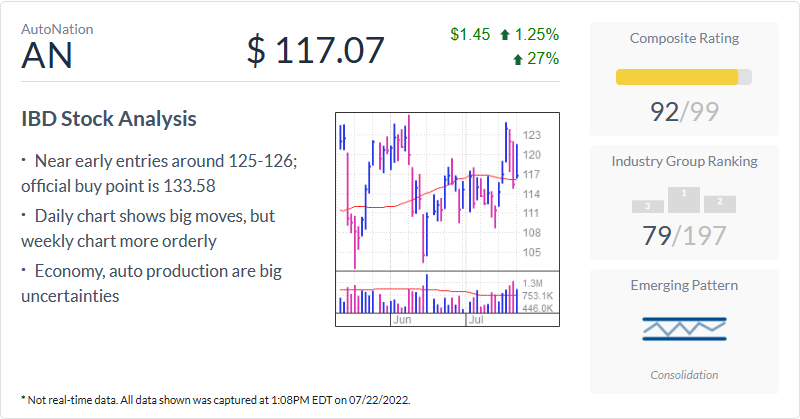 AutoNation
AN
$ 117.07
$1.45 1.25%
27%
IBD Stock Analysis
· Near early entries around 125-126;
official buy point is 133.58
· Daily chart shows big moves, but
weekly chart more orderly
· Economy, auto production are big
uncertainties
123
120
117
114
111
108
105
1.3M
753.1K
446.0K
Jun Jul
Composite Rating
92/99
Industry Group Ranking
3 1 2
79/197
Emerging Pattern
Consolidation
* Not real-time data. All data shown was captured at 1:08PM EDT on 07/22/2022.